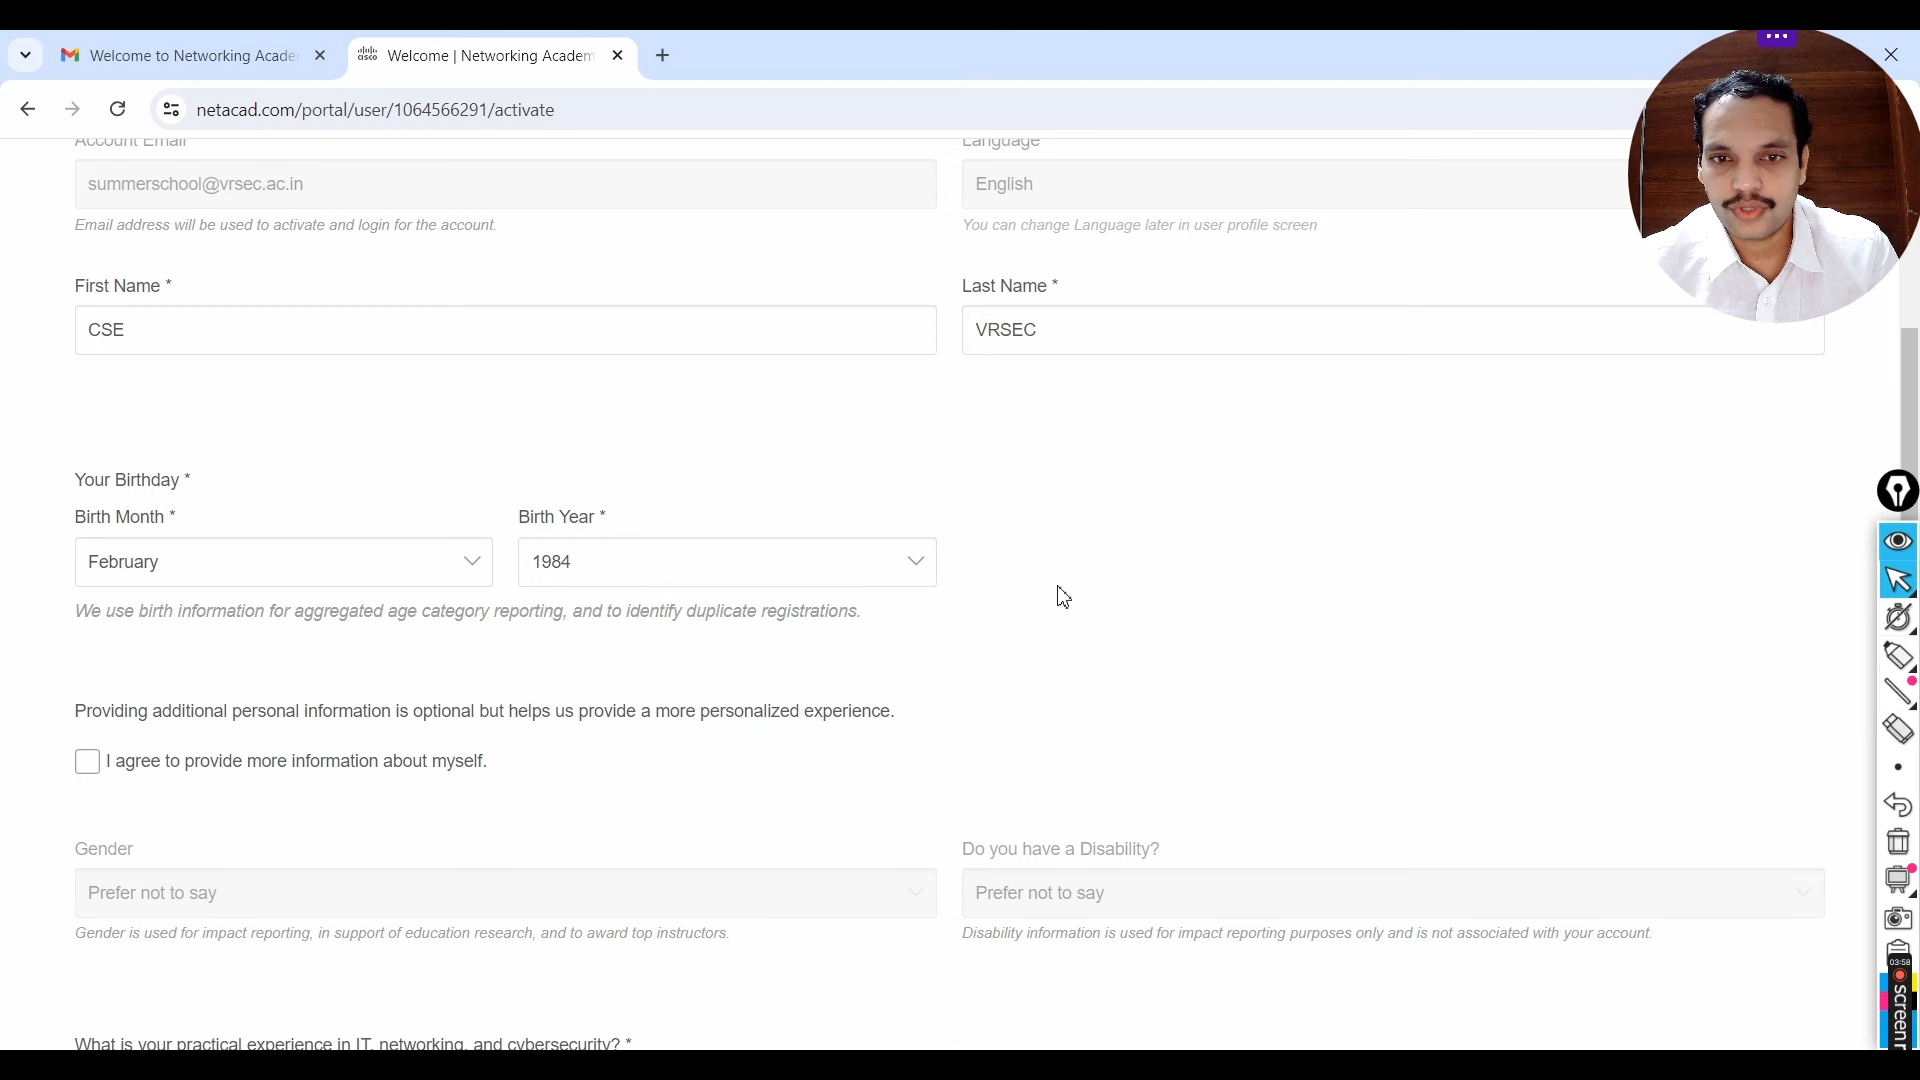 Welcome to Networking Acade
cisco
Welcome | Networking Academ
netacad.com/portal/user/1064566291/activate
Account Email
Language
summerschool@vrsec.ac.in
English
Email address will be used to activate and login for the account.
You can change Language later in user profile screen
First Name *
Last Name *
CSE
VRSEC
Your Birthday *
Birth Month *
Birth Year *
February
1984
We use birth information for aggregated age category reporting, and to identify duplicate registrations.
Providing additional personal information is optional but helps us provide a more personalized experience.
I agree to provide more information about myself.
Gender
Do you have a Disability?
Prefer not to say
Prefer not to say
Gender is used for impact reporting, in support of education research, and to award top instructors.
Disability information is used for impact reporting purposes only and is not associated with your account.
03:58
screenr
What is your practical experience in IT, networking, and cybersecurity? *